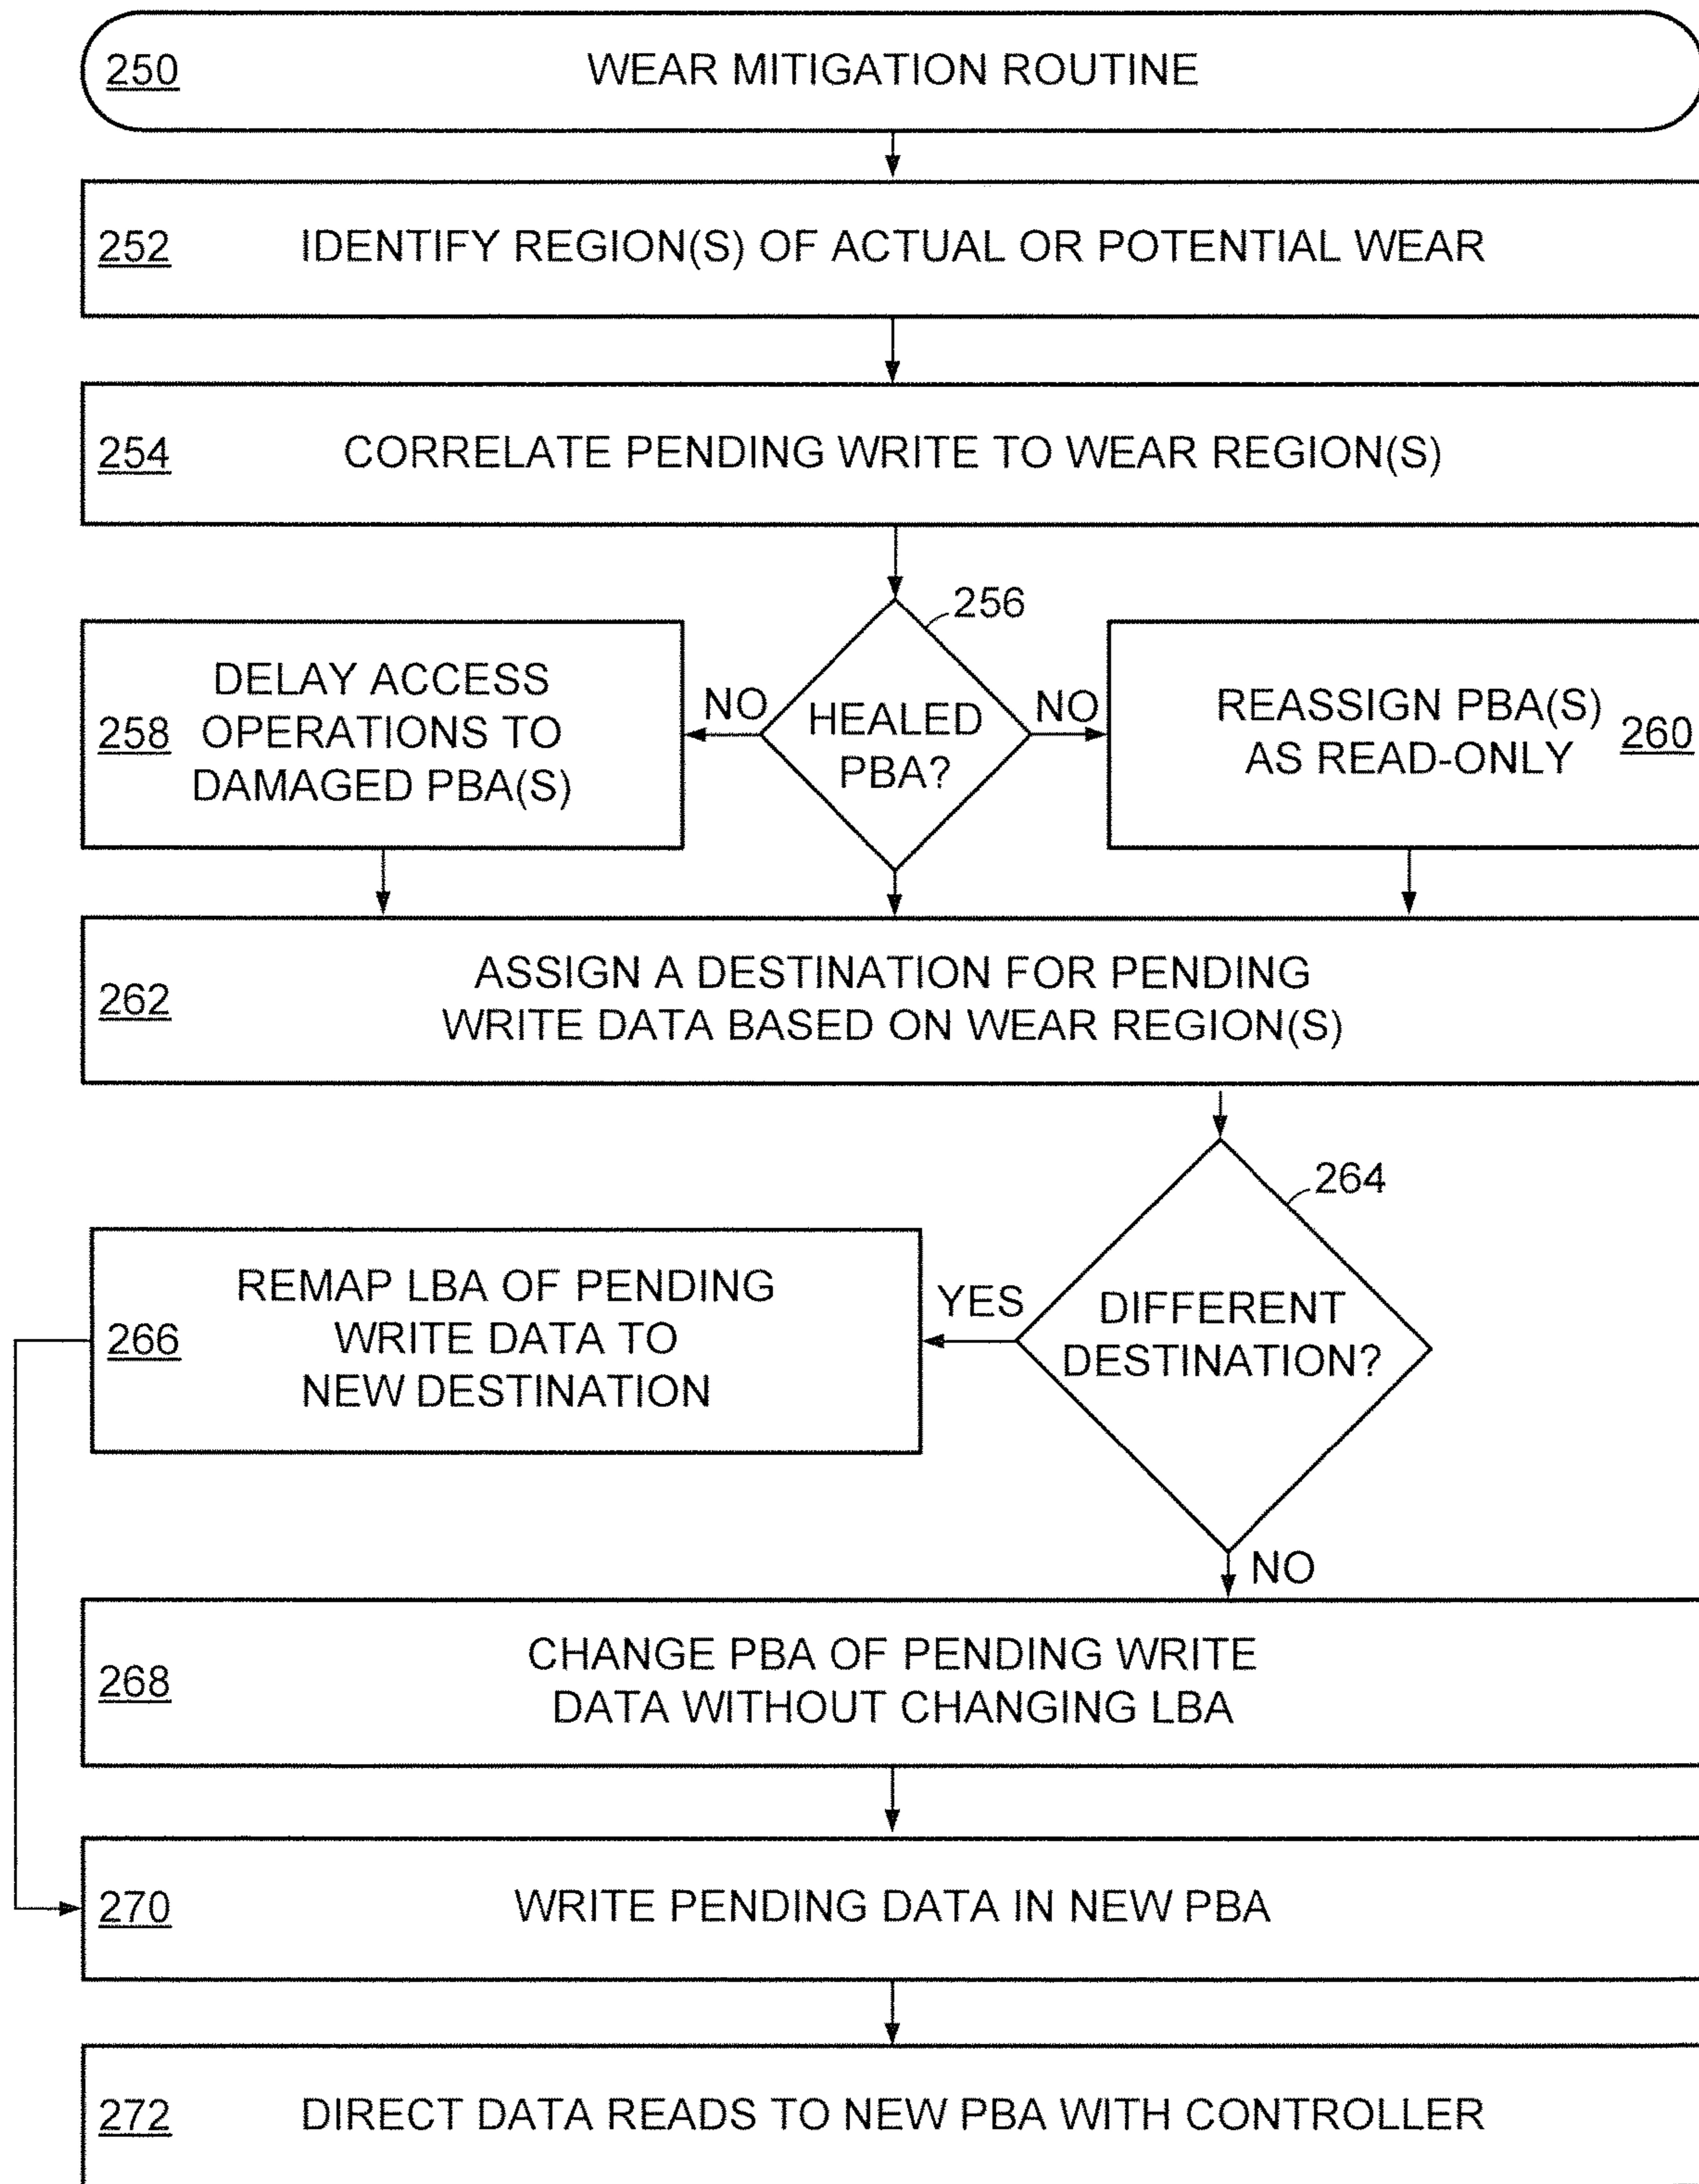 250 WEAR MITIGATION ROUTINE
252 IDENTIFY REGION(S) OF ACTUAL OR POTENTIAL WEAR
254 CORRELATE PENDING WRITE TO WEAR REGION(S)
256
258
DELAY ACCESS
OPERATIONS TO
DAMAGED PBA(S)
NO
HEALED
PBA?
NO
REASSIGN PBA(S)
AS READ-ONLY
260
262
ASSIGN A DESTINATION FOR PENDING
WRITE DATA BASED ON WEAR REGION(S)
264
266
REMAP LBA OF PENDING
WRITE DATA TO
NEW DESTINATION
YES
DIFFERENT
DESTINATION?
NO
268
CHANGE PBA OF PENDING WRITE
DATA WITHOUT CHANGING LBA
270 WRITE PENDING DATA IN NEW PBA
272 DIRECT DATA READS TO NEW PBA WITH CONTROLLER